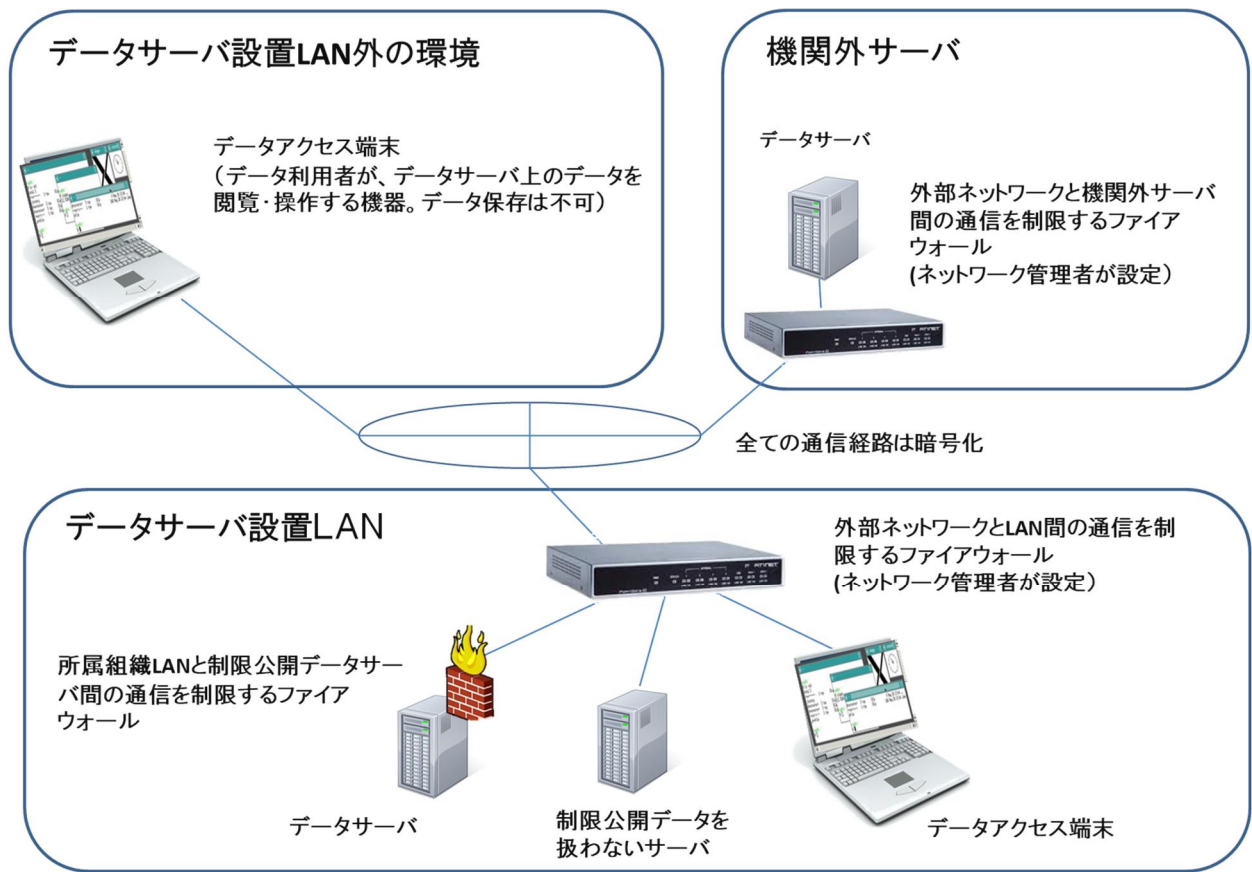 データサーバ設置LAN外の環境
データアクセス端末
（データ利用者が、データサーバ上のデータを
閲覧・操作する機器。データ保存は不可）
機関外サーバ
データサーバ
外部ネットワークと機関外サーバ
間の通信を制限するファイア
ウォール
(ネットワーク管理者が設定）
全ての通信経路は暗号化
データサーバ設置LAN
外部ネットワークとLAN間の通信を制
限するファイアウォール
(ネットワーク管理者が設定）
所属組織LANと制限公開データサー
バ間の通信を制限するファイア
ウォール
データサーバ
制限公開データを
扱わないサーバ
データアクセス端末